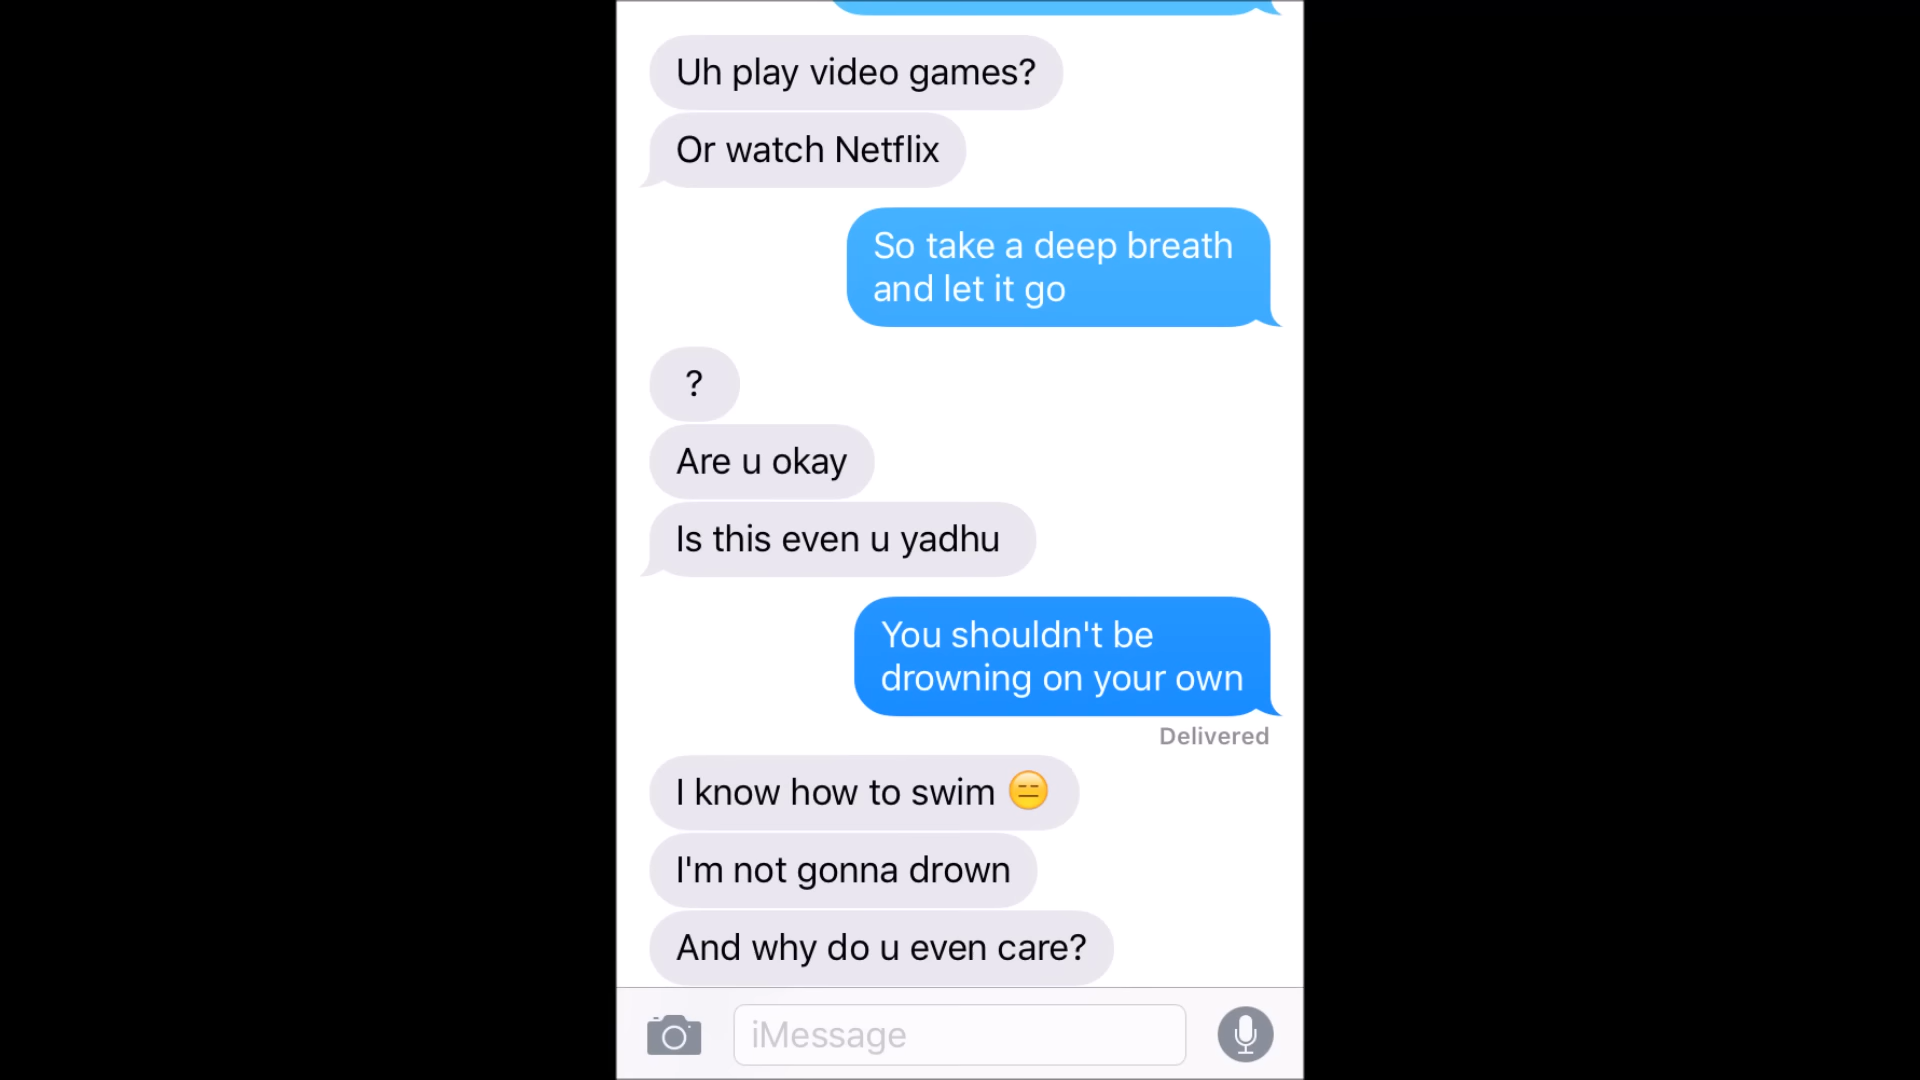 Uh play video games?
Or watch Netflix
So take a deep breath
and let it go
?
Are u okay
Is this even u yadhu
You shouldn't be
drowning on your own
Delivered
I know how to swim 😑
I'm not gonna drown
And why do u even care?
iMessage